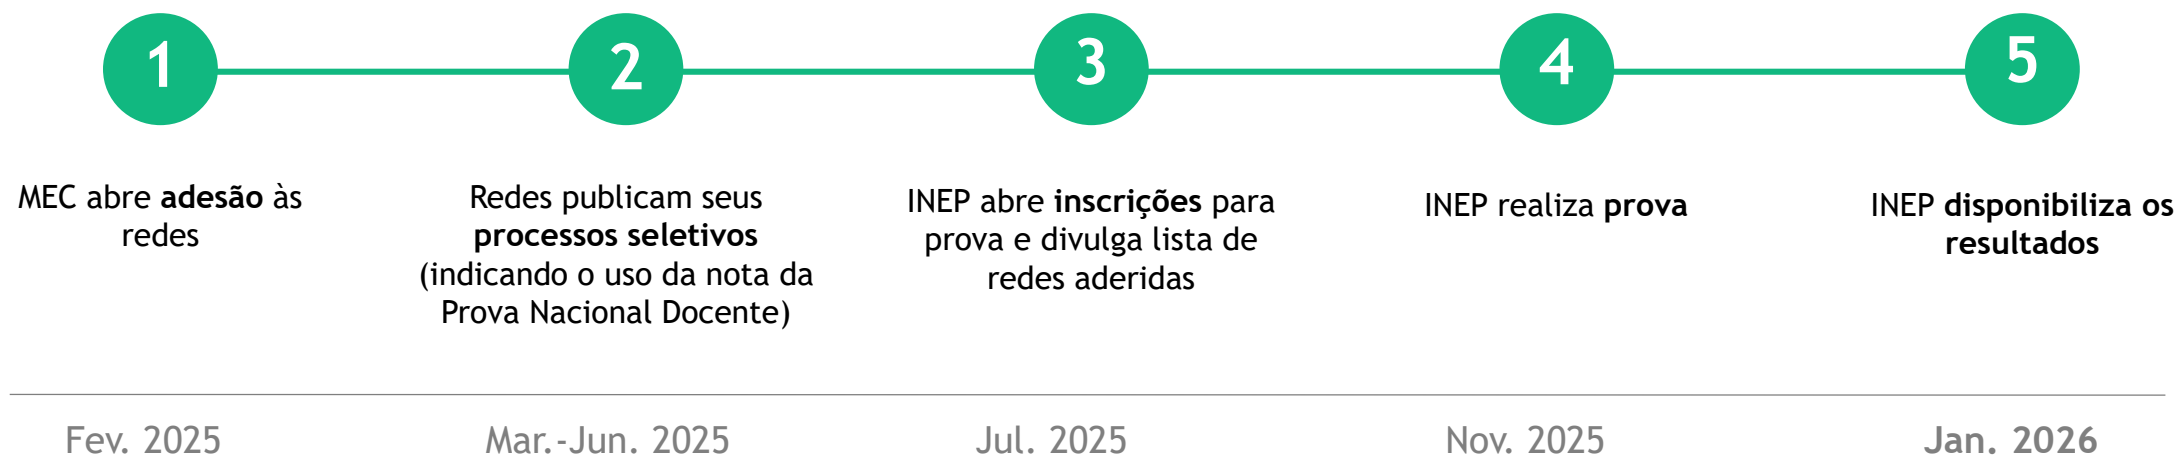 1
2
3
4
5
MEC abre adesão às
redes
Redes publicam seus
processos seletivos
(indicando o uso da nota da
Prova Nacional Docente)
INEP abre inscrições para
prova e divulga lista de
redes aderidas
INEP realiza prova
INEP disponibiliza os
resultados
Fev. 2025
Mar.-Jun. 2025
Jul. 2025
Nov. 2025
Jan. 2026